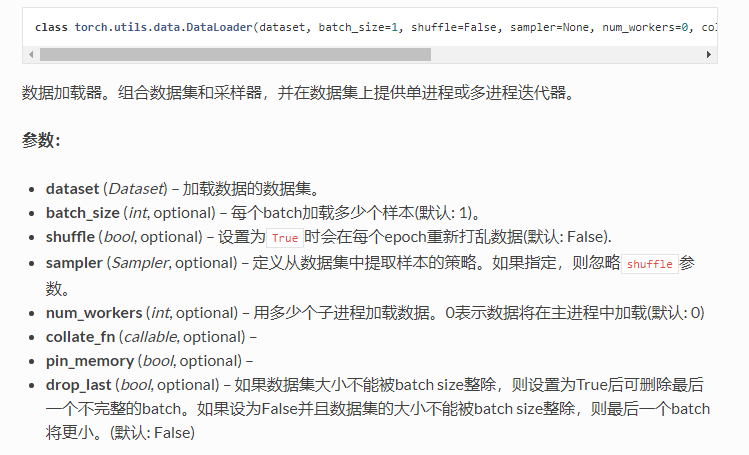 class torch.utils.data.DataLoader(dataset, batch_size=1, shuffle=False, sampler=None, num_workers=0, col
数据加载器。组合数据集和采样器，并在数据集上提供单进程或多进程迭代器。
参数：
• dataset (Dataset) – 加载数据的数据集。
• batch_size (int, optional) – 每个batch加载多少个样本(默认: 1)。
• shuffle (bool, optional) – 设置为True时会在每个epoch重新打乱数据(默认: False).
• sampler (Sampler, optional) – 定义从数据集中提取样本的策略。如果指定，则忽略shuffle参
数。
• num_workers (int, optional) – 用多少个子进程加载数据。0表示数据将在主进程中加载(默认: 0)
• collate_fn (callable, optional) –
• pin_memory (bool, optional) –
• drop_last (bool, optional) – 如果数据集大小不能被batch size整除，则设置为True后可删除最后
一个不完整的batch。如果设为False并且数据集的大小不能被batch size整除，则最后一个batch
将更小。(默认: False)